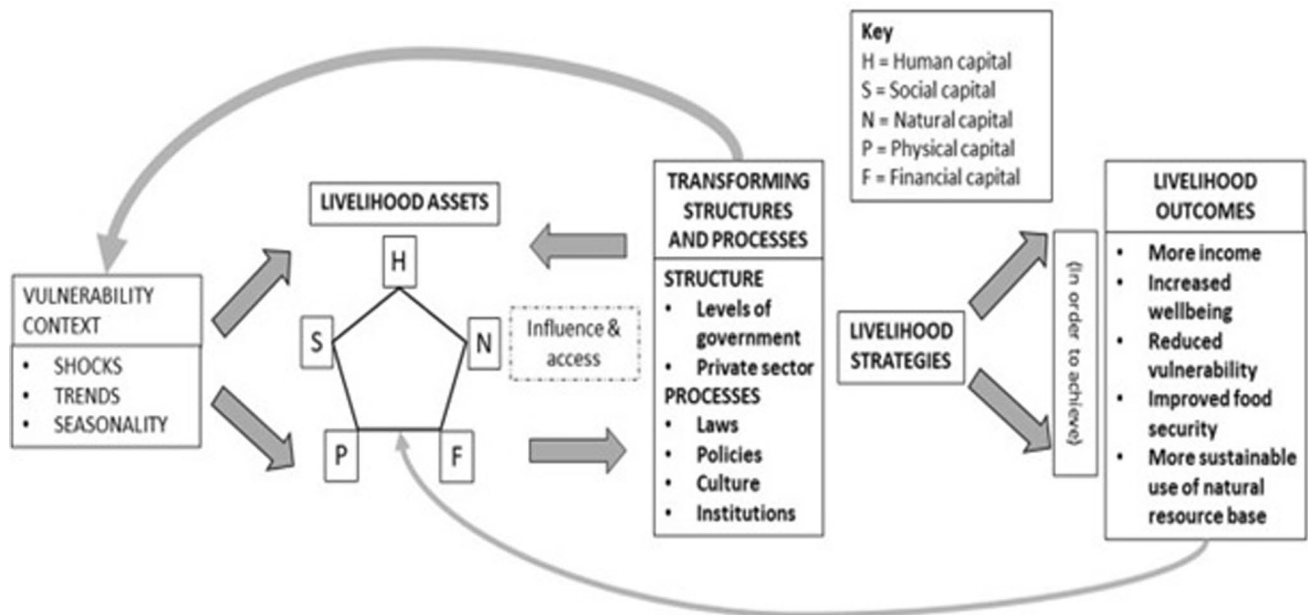 Key
H = Human capital
S = Social capital
N = Natural capital
P = Physical capital
F = Financial capital
VULNERABILITY
CONTEXT
• SHOCKS
• TRENDS
• SEASONALITY
LIVELIHOOD ASSETS
H
S
N
P
F
Influence &
access
TRANSFORMING
STRUCTURES
AND PROCESSES
STRUCTURE
• Levels of
government
• Private sector
PROCESSES
• Laws
• Policies
• Culture
• Institutions
LIVELIHOOD
STRATEGIES
(In order to achieve)
LIVELIHOOD
OUTCOMES
• More income
• Increased
wellbeing
• Reduced
vulnerability
• Improved food
security
• More sustainable
use of natural
resource base